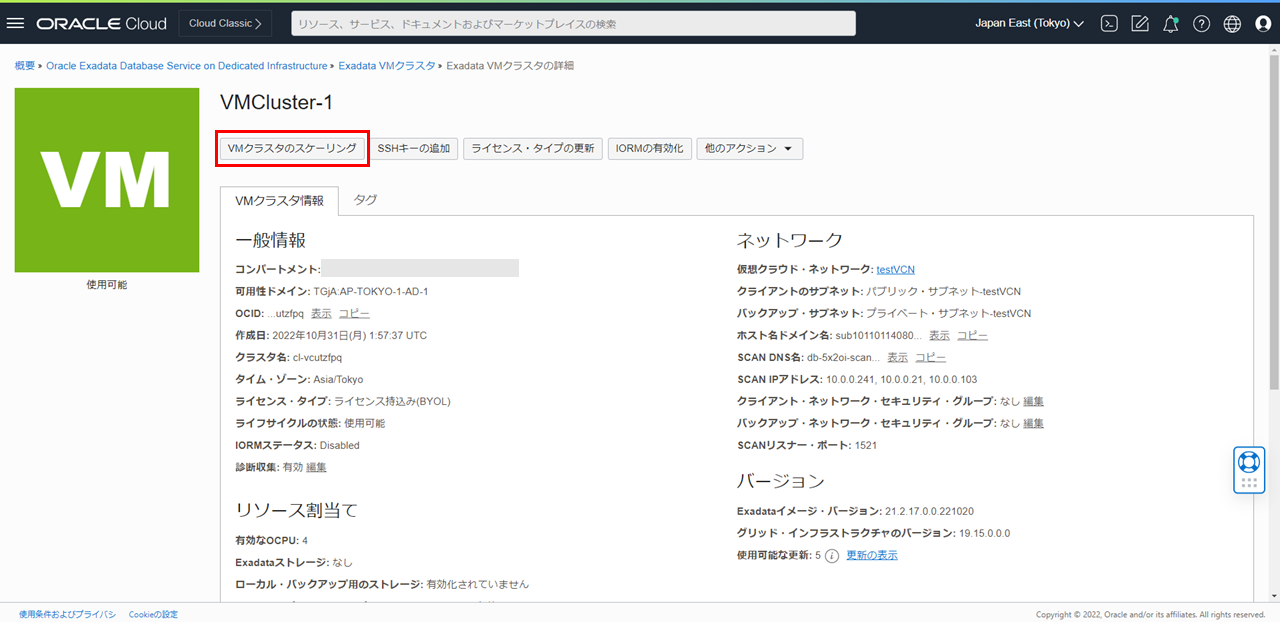 ORACLE Cloud Cloud Classic リソース、サービス、ドキュメントおよびマーケットプレイスの検索 Japan East (Tokyo)
概要 » Oracle Exadata Database Service on Dedicated Infrastructure » Exadata VMクラスタ » Exadata VMクラスタの詳細
VM
使用可能
VMCluster-1
VMクラスタのスケーリング SSHキーの追加 ライセンス・タイプの更新 IORMの有効化 他のアクション
VMクラスタ情報 タグ
一般情報
コンパートメント:
可用性ドメイン: TGjA:AP-TOKYO-1-AD-1
OCID: ...utzfpq 表示 コピー
作成日: 2022年10月31日(月) 1:57:37 UTC
クラスタ名: cl-vcutzfpq
タイム・ゾーン: Asia/Tokyo
ライセンス・タイプ: ライセンス持込み(BYOL)
ライフサイクルの状態: 使用可能
IORMステータス: Disabled
診断収集: 有効 編集
リソース割当て
有効なOCPU: 4
Exadataストレージ: なし
ローカル・バックアップ用のストレージ: 有効化されていません
ネットワーク
仮想クラウド・ネットワーク: testVCN
クライアントのサブネット: パブリック・サブネット-testVCN
バックアップ・サブネット: プライベート・サブネット-testVCN
ホスト名ドメイン名: sub10110114080... 表示 コピー
SCAN DNS名: db-5x2oi-scan... 表示 コピー
SCAN IPアドレス: 10.0.0.241, 10.0.0.21, 10.0.0.103
クライアント・ネットワーク・セキュリティ・グループ: なし 編集
バックアップ・ネットワーク・セキュリティ・グループ: なし 編集
SCANリスナー・ポート: 1521
バージョン
Exadataイメージ・バージョン: 21.2.17.0.0.221020
グリッド・インフラストラクチャのバージョン: 19.15.0.0.0
使用可能な更新: 5 更新の表示
使用条件およびプライバシ Cookieの設定 Copyright © 2022, Oracle and/or its affiliates. All rights reserved.